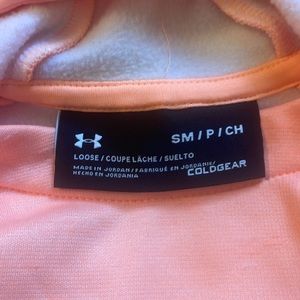 SM / P / CH
LOOSE / COUPE LÂCHE / SUELTO
MADE IN JORDAN / FABRIQUÉ EN JORDANIE/
HECHO EN JORDANIA
COLDGEAR